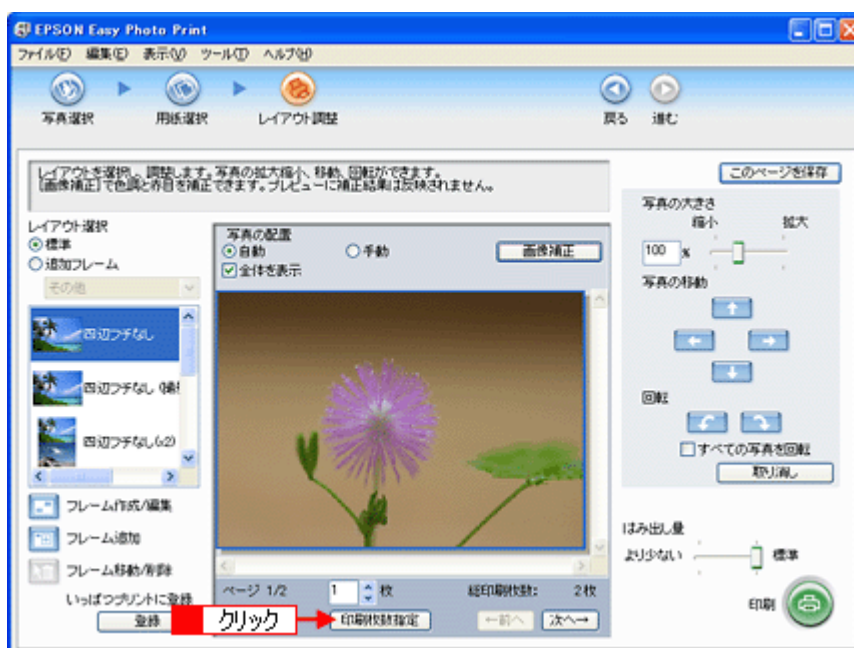 EPSON Easy Photo Print
ファイル(F) 編集(E) 表示(V) ツール(T) ヘルプ(H)
写真選択 用紙選択 レイアウト調整 戻る 進む
レイアウトを選択し、調整します。写真の拡大縮小、移動、回転ができます。
[画像補正]で色調と赤目を補正できます。プレビューに補正結果は反映されません。
このページを保存
レイアウト選択
標準
追加フレーム
その他
四辺フチなし
四辺フチなし
四辺フチなし(x2)
フレーム作成/編集
フレーム追加
フレーム移動/削除
いっぱつプリントに登録
登録
写真の配置
自動 手動 画像補正
全体を表示
ページ 1/2 1 枚 総印刷枚数: 2枚
クリック 印刷枚数指定 ←前へ 次へ→
写真の大きさ
縮小 拡大
100 %
写真の移動
回転
すべての写真を回転
取り消し
はみ出し量
より少ない 標準
印刷